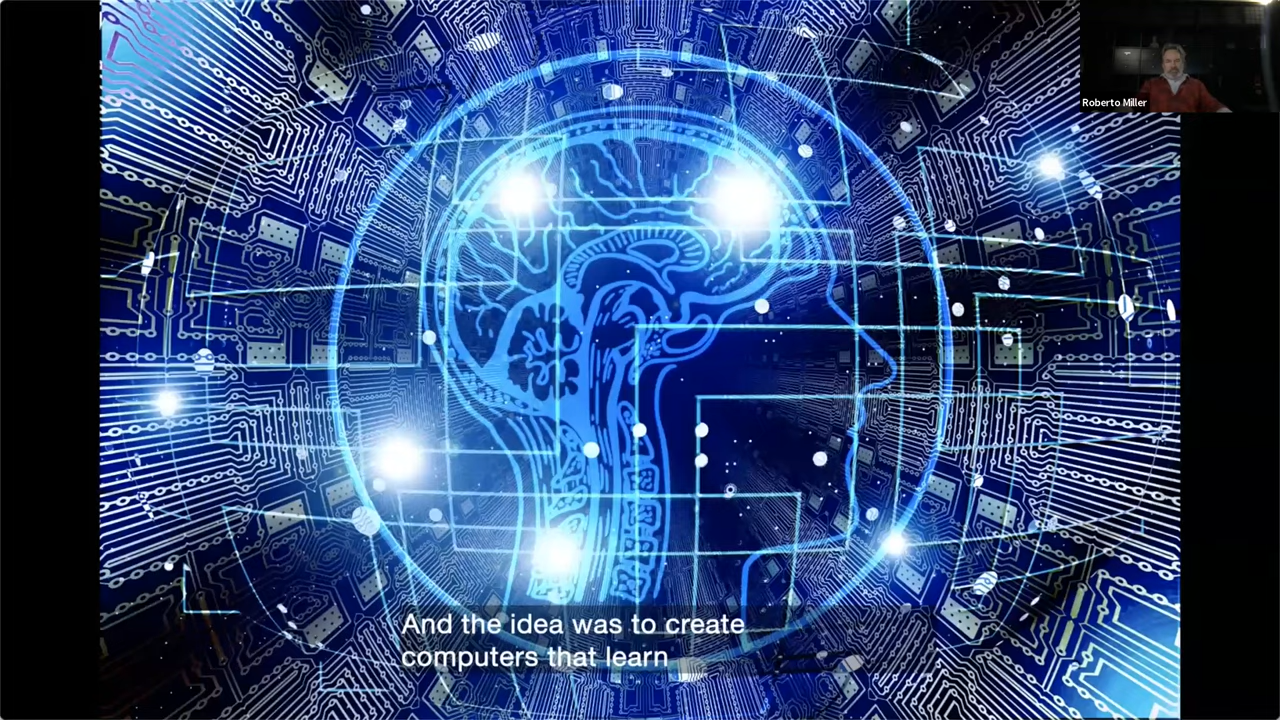 Roberto Miller
And the idea was to create
computers that learn